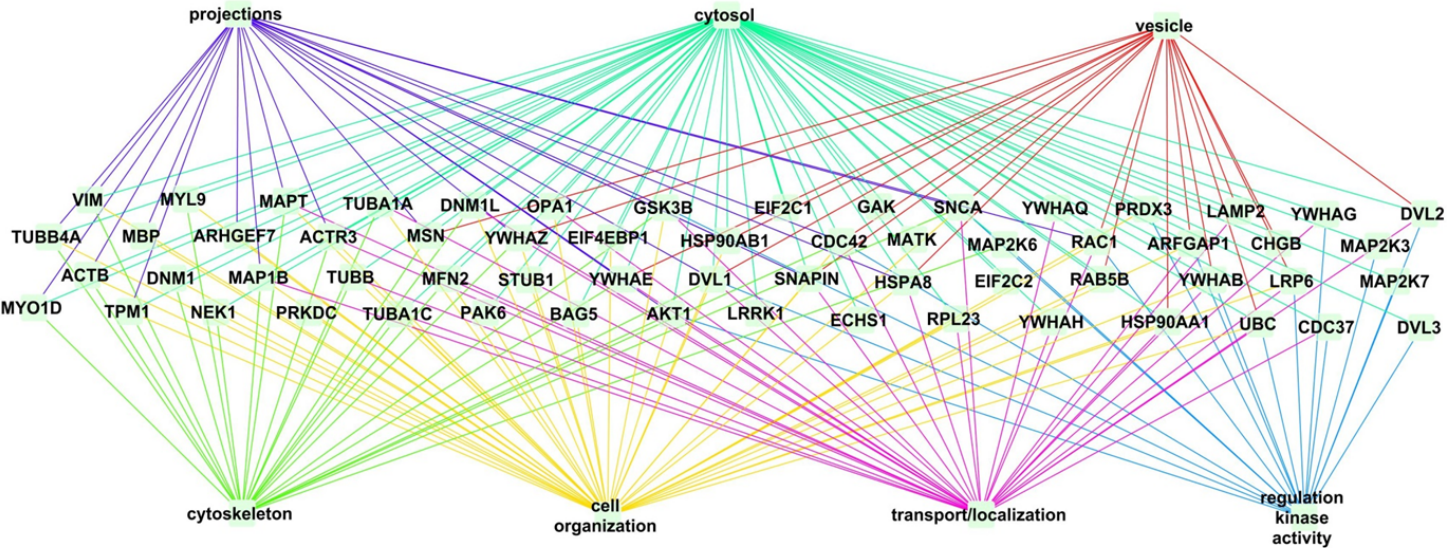 projections cytosol vesicle
VIM MYL9 MAPT TUBA1A DNM1L OPA1 GSK3B EIF2C1 GAK SNCA YWHAQ PRDX3 LAMP2 YWHAG DVL2
TUBB4A MBP ARHGEF7 ACTR3 MSN YWHAZ EIF4EBP1 HSP90AB1 CDC42 MATK MAP2K6 RAC1 ARFGAP1 CHGB MAP2K3
ACTB DNM1 MAP1B TUBB MFN2 STUB1 YWHAE DVL1 SNAPIN HSPA8 EIF2C2 RAB5B YWHAB LRP6 MAP2K7
MYO1D TPM1 NEK1 PRKDC TUBA1C PAK6 BAG5 AKT1 LRRK1 ECHS1 RPL23 YWHAH HSP90AA1 UBC CDC37 DVL3
cytoskeleton
cell
organization
transport/localization
regulation
kinase
activity